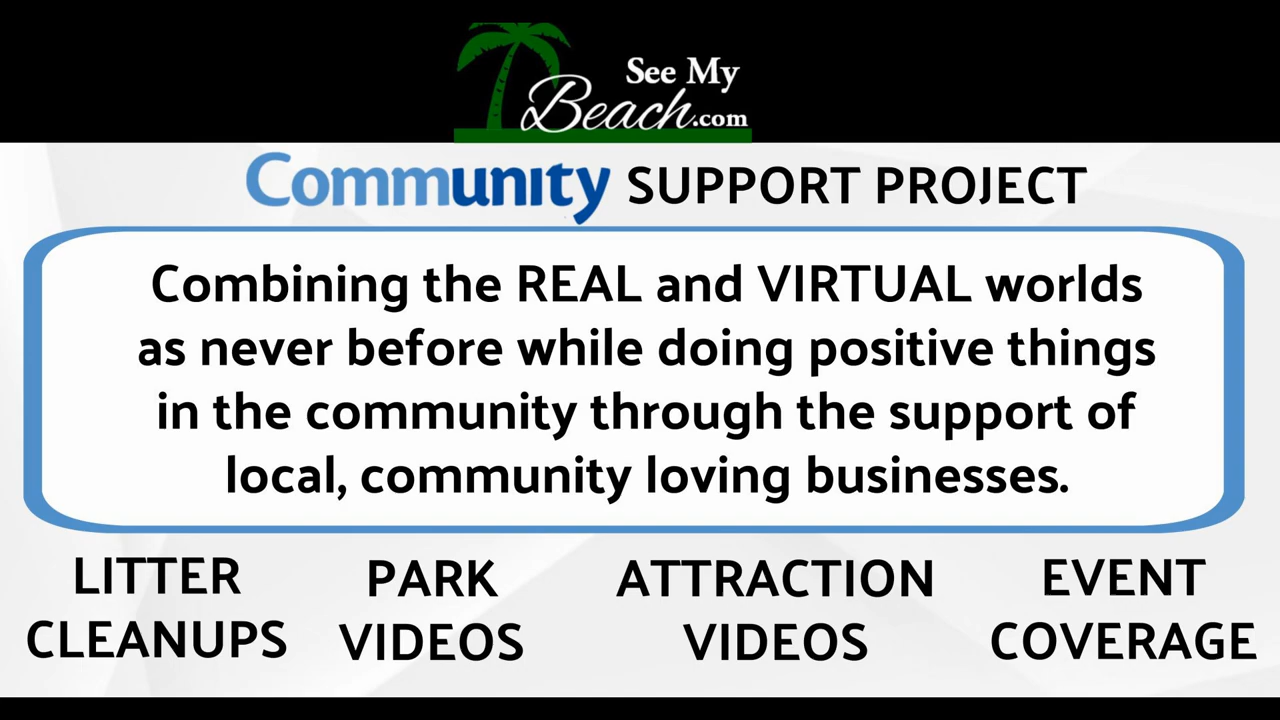 See My
Beach.com
Community SUPPORT PROJECT
Combining the REAL and VIRTUAL worlds
as never before while doing positive things
in the community through the support of
local, community loving businesses.
LITTER
CLEANUPS
PARK
VIDEOS
ATTRACTION
VIDEOS
EVENT
COVERAGE